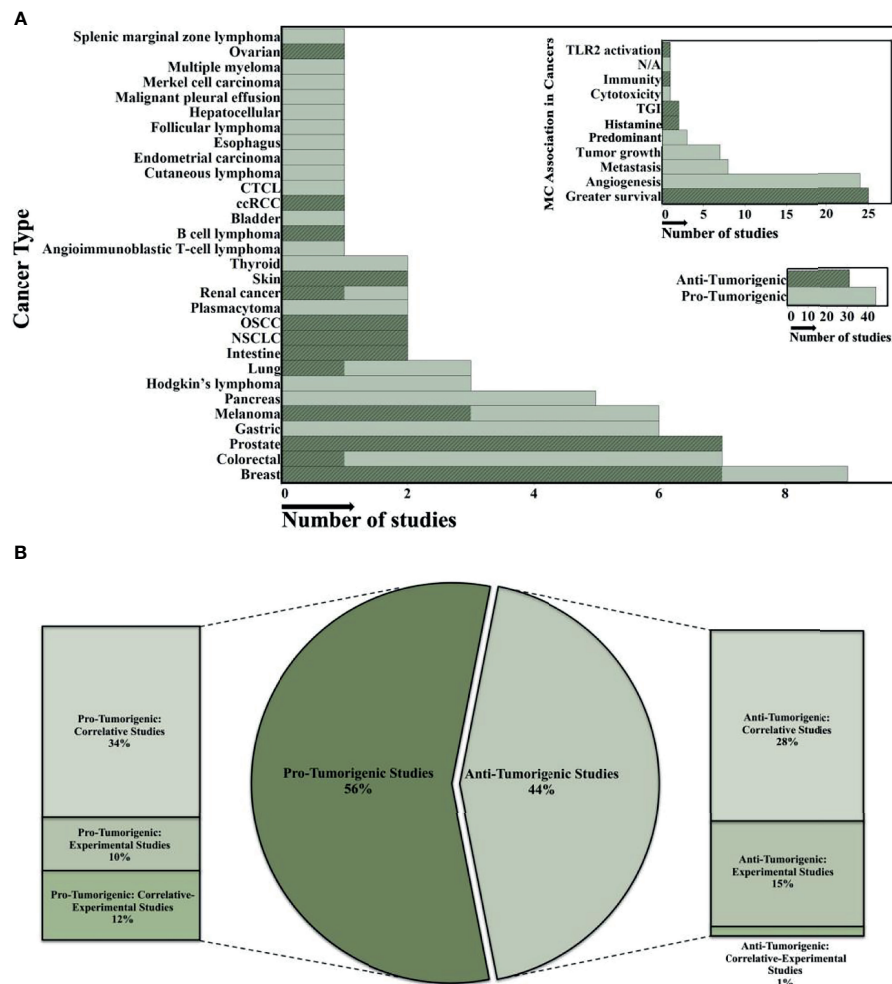 A
Splenic marginal zone lymphoma
Ovarian
Multiple myeloma
Merkel cell carcinoma
Malignant pleural effusion
Hepatocellular
Follicular lymphoma
Esophagus
Endometrial carcinoma
Cutaneous lymphoma
CTCL
ccRCC
Bladder
B cell lymphoma
Angioimmunoblastic T-cell lymphoma
Thyroid
Skin
Renal cancer
Plasmacytoma
OSCC
NSCLC
Intestine
Lung
Hodgkin's lymphoma
Pancreas
Melanoma
Gastric
Prostate
Colorectal
Breast
Cancer Type
0 2 4 6 8
Number of studies
MC Association in Cancers
TLR2 activation
N/A
Immunity
Cytotoxicity
TGI
Histamine
Predominant
Tumor growth
Metastasis
Angiogenesis
Greater survival
0 5 10 15 20 25
Number of studies
Anti-Tumorigenic
Pro-Tumorigenic
0 10 20 30 40
Number of studies
B
Pro-Tumorigenic:
Correlative Studies
34%
Pro-Tumorigenic:
Experimental Studies
10%
Pro-Tumorigenic: Correlative-
Experimental Studies
12%
Pro-Tumorigenic Studies
56%
Anti-Tumorigenic Studies
44%
Anti-Tumorigenic:
Correlative Studies
28%
Anti-Tumorigenic:
Experimental Studies
15%
Anti-Tumorigenic:
Correlative-Experimental
Studies
1%